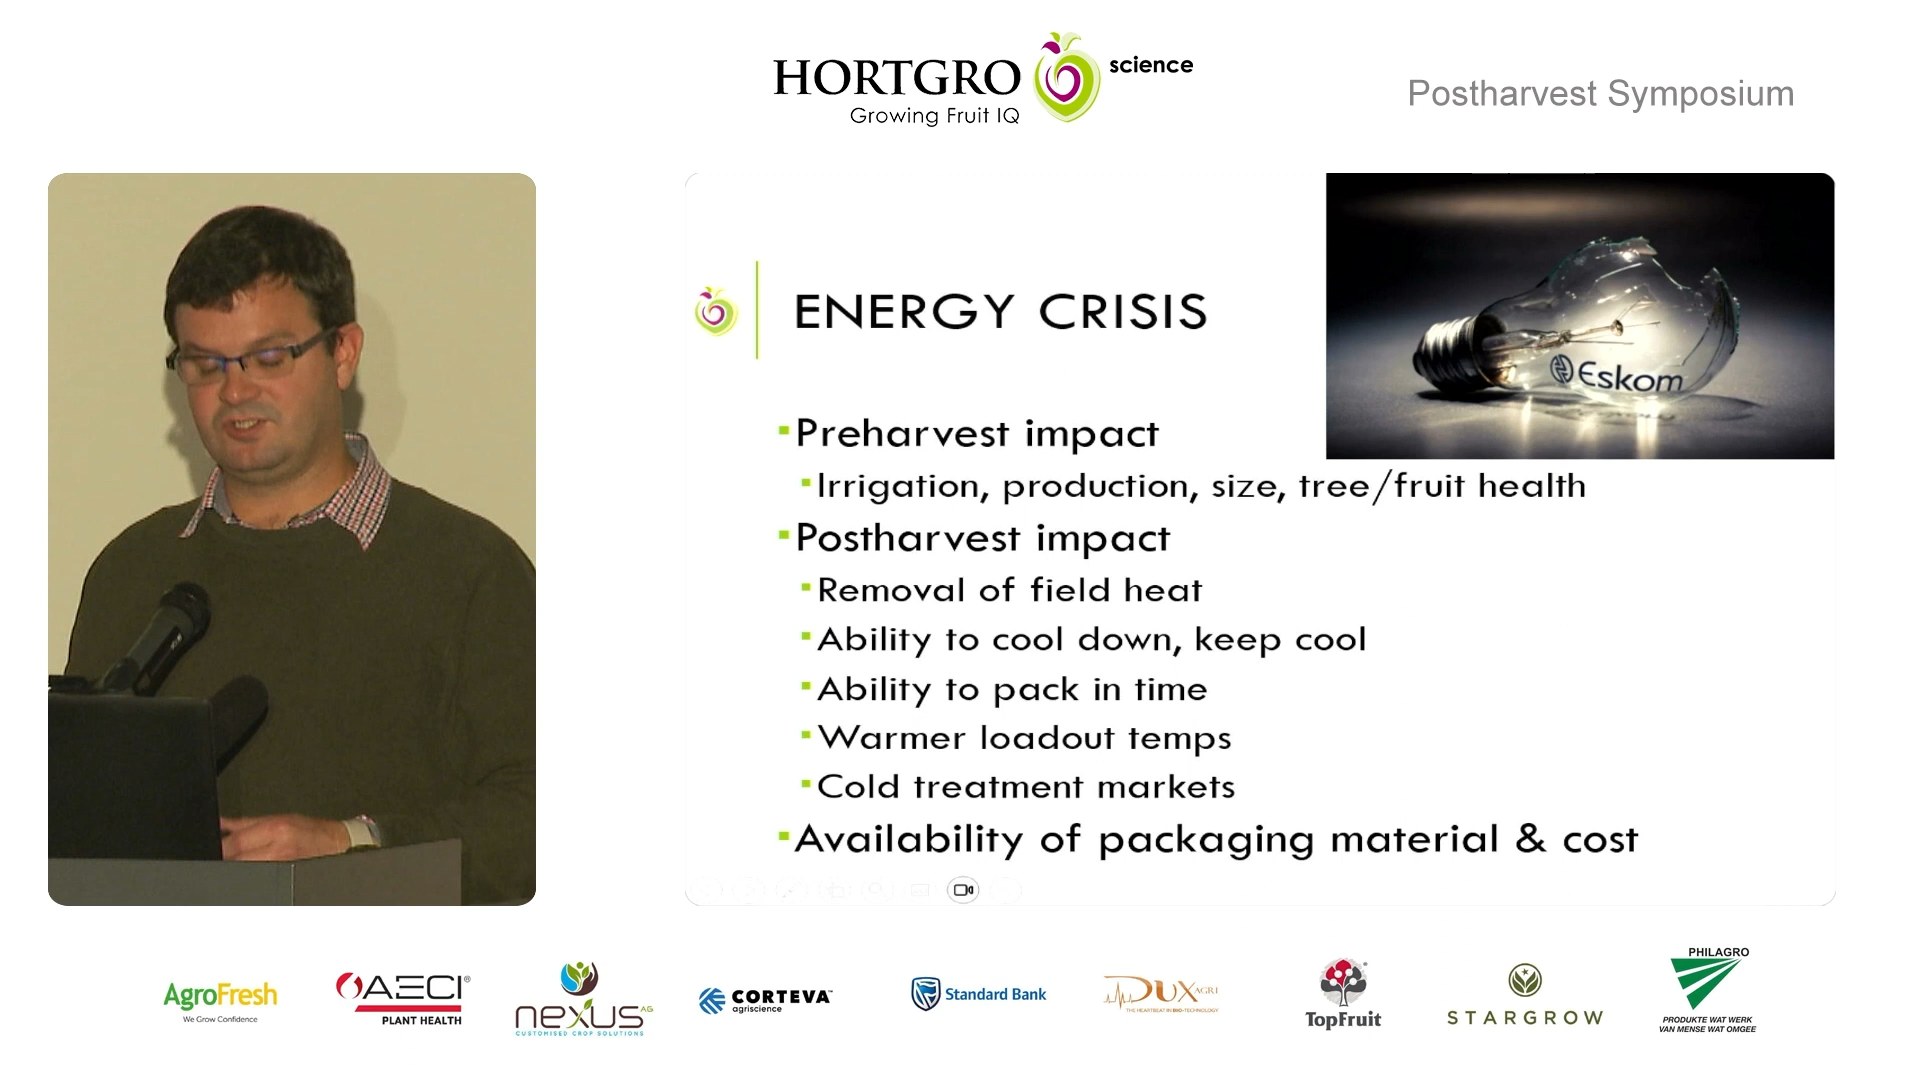 HORTGRO science
Growing Fruit IQ
Postharvest Symposium
ENERGY CRISIS
Eskom
Preharvest impact
Irrigation, production, size, tree/fruit health
Postharvest impact
Removal of field heat
Ability to cool down, keep cool
Ability to pack in time
Warmer loadout temps
Cold treatment markets
Availability of packaging material & cost
AgroFresh
We Grow Confidence
AECI®
PLANT HEALTH
nexus AG
CUSTOMISED CROP SOLUTIONS
CORTEVA™
agriscience
Standard Bank
DUX AGRI
THE HEARTBEAT IN BIO-TECHNOLOGY
TopFruit
STARGROW
PHILAGRO
PRODUKTE WAT WERK
VAN MENSE WAT OMGEE